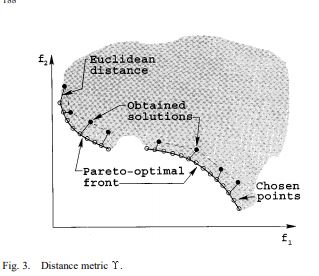 f₂
Euclidean
distance
Obtained
solutions
Pareto-optimal
front
Chosen
points
f₁
Fig. 3. Distance metric ϒ.